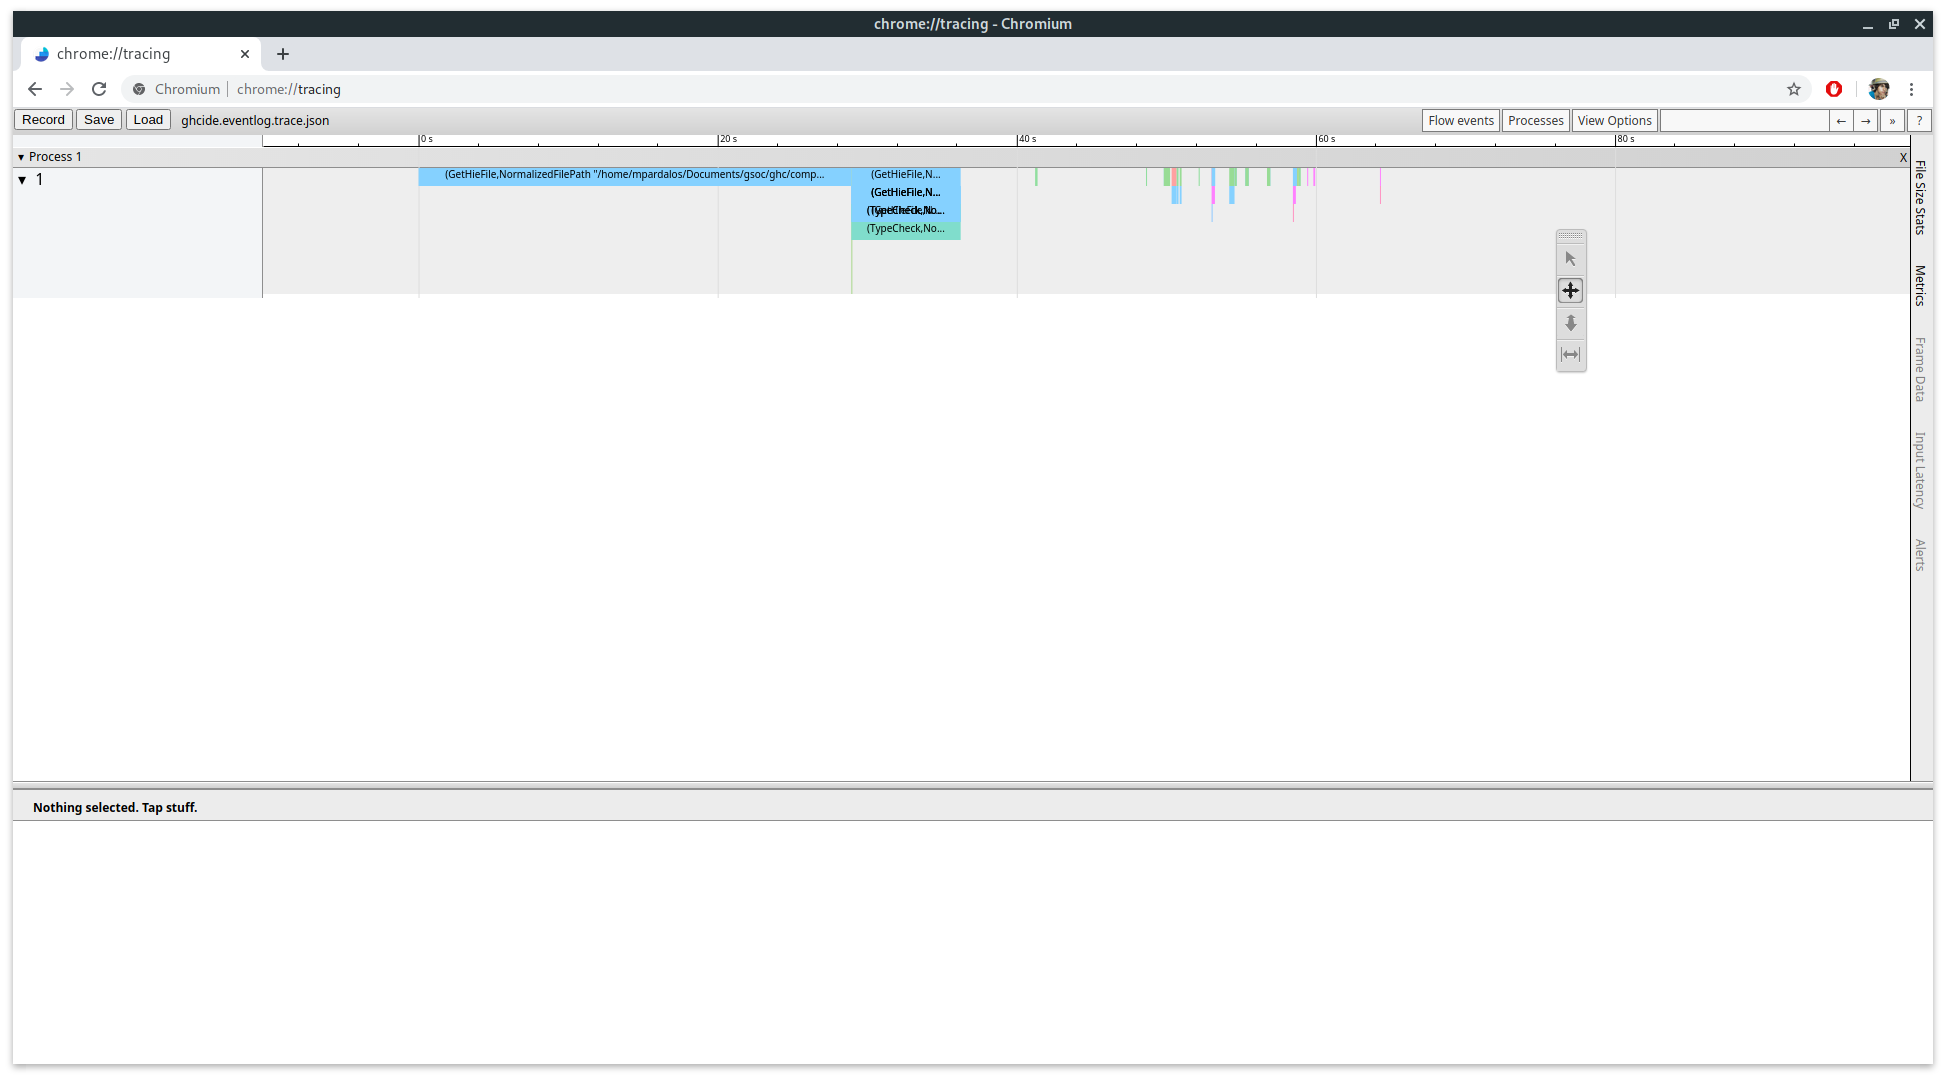 chrome://tracing - Chromium
chrome://tracing
Chromium chrome://tracing
Record Save Load ghcide.eventlog.trace.json Flow events Processes View Options ← → » ?
0 s 20 s 40 s 60 s 80 s
Process 1 X
1
(GetHieFile,NormalizedFilePath "/home/mpardalos/Documents/gsoc/ghc/comp... (GetHieFile,N...
(GetHieFile,N...
(TypeCheck,No...
File Size Stats
Metrics
Frame Data
Input Latency
Alerts
Nothing selected. Tap stuff.